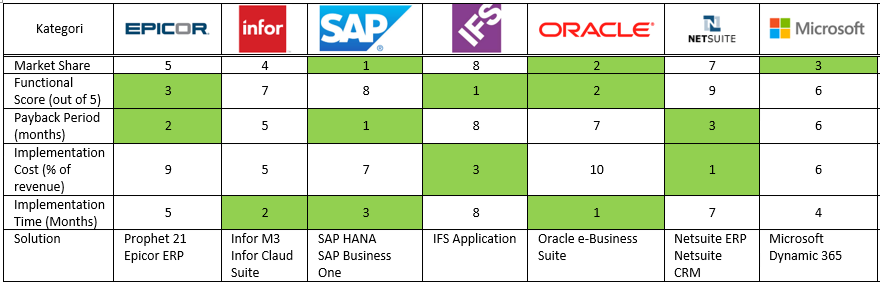 Kategori EPICOR infor SAP IFS ORACLE NETSUITE Microsoft
Market Share 5 4 1 8 2 7 3
Functional
Score (out of 5) 3 7 8 1 2 9 6
Payback Period
(months) 2 5 1 8 7 3 6
Implementation
Cost (% of
revenue) 9 5 7 3 10 1 6
Implementation
Time (Months) 5 2 3 8 1 7 4
Solution Prophet 21 Infor M3 SAP HANA IFS Application Oracle e-Business Netsuite ERP Microsoft
Epicor ERP Infor Claud SAP Business Suite Netsuite Dynamic 365
Suite One CRM